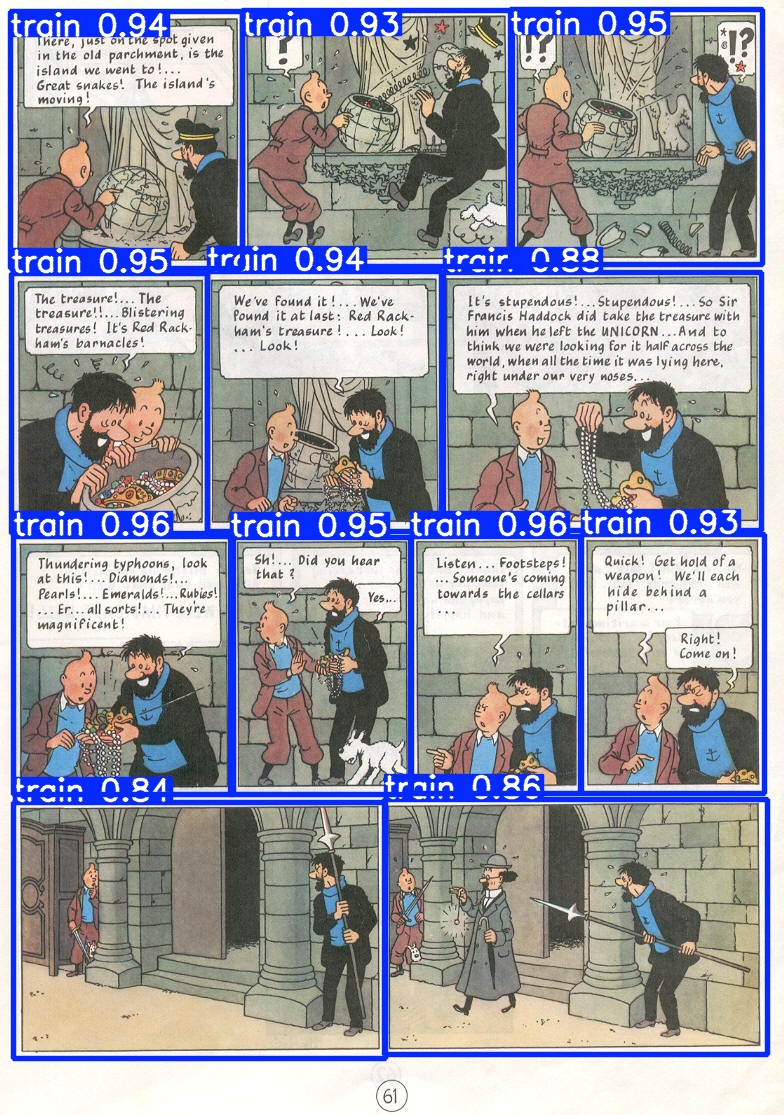 train 0.94
There, just on the spot given
in the old parchment, is the
island we went to!...
Great snakes! The island's
moving!
train 0.93
?
train 0.95
!?
*!?
train 0.95
The treasure!... The
treasure!!...Blistering
treasures! It's Red Rack-
ham's barnacles!
train 0.94
We've found it!... We've
found it at last: Red Rack-
ham's treasure!... Look!
... Look!
train 0.88
It's stupendous!...Stupendous!...So Sir
Francis Haddock did take the treasure with
him when he left the UNICORN...And to
think we were looking for it half across the
world, when all the time it was lying here,
right under our very noses...
train 0.96
Thundering typhoons, look
at this!...Diamonds!...
Pearls!...Emeralds!...Rubies!
... Er...all sorts!... They're
magnificent!
train 0.95
Sh!... Did you hear
that ?
Yes...
train 0.96
Listen... Footsteps!
... Someone's coming
towards the cellars
...
train 0.93
Quick! Get hold of a
weapon! We'll each
hide behind a
pillar...
Right!
Come on!
train 0.84
train 0.86
61